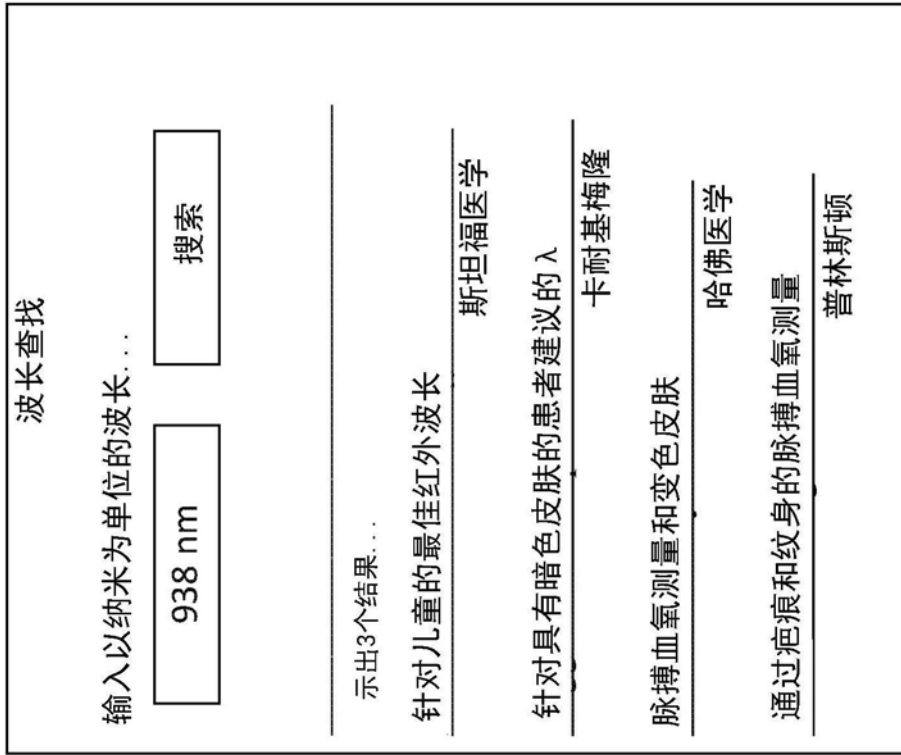 波长查找
输入以纳米为单位的波长...
938 nm
搜索
示出3个结果...
针对儿童的最佳红外波长
斯坦福医学
针对具有暗色皮肤的患者建议的 λ
卡耐基梅隆
脉搏血氧测量和变色皮肤
哈佛医学
通过疤痕和纹身的脉搏血氧测量
普林斯顿